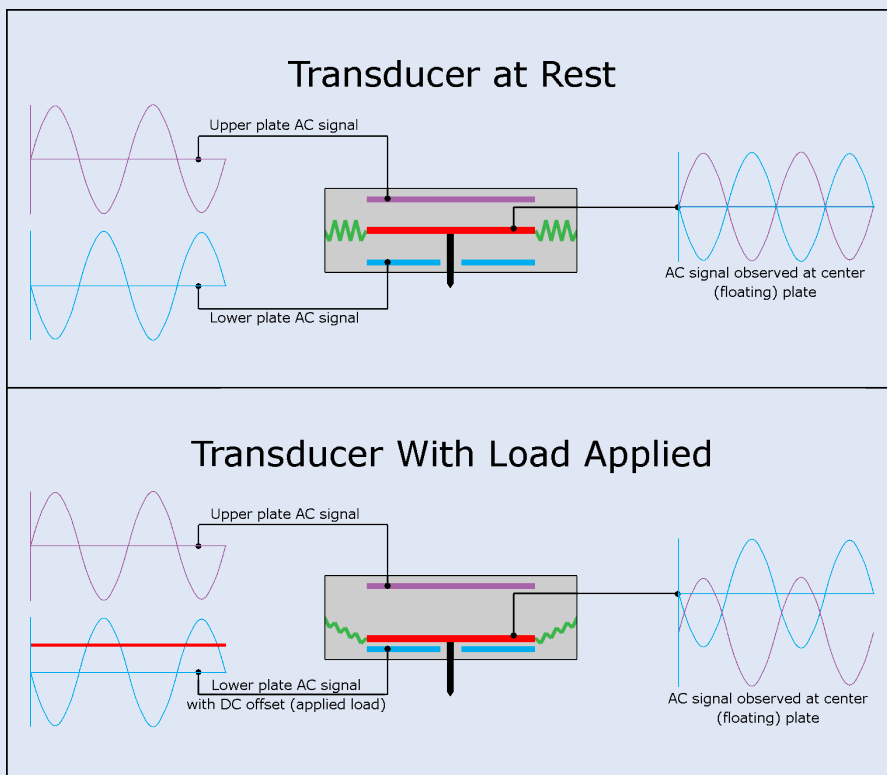 Transducer at Rest
Upper plate AC signal
Lower plate AC signal
AC signal observed at center
(floating) plate
Transducer With Load Applied
Upper plate AC signal
Lower plate AC signal
with DC offset (applied load)
AC signal observed at center
(floating) plate